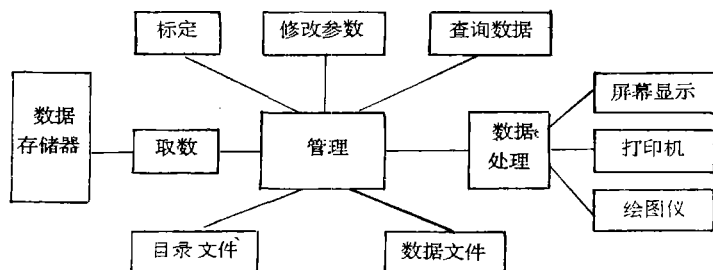 标定
修改参数
查询数据
数据
存储器
取数
管理
数据
处理
屏幕显示
打印机
绘图仪
目录文件
数据文件